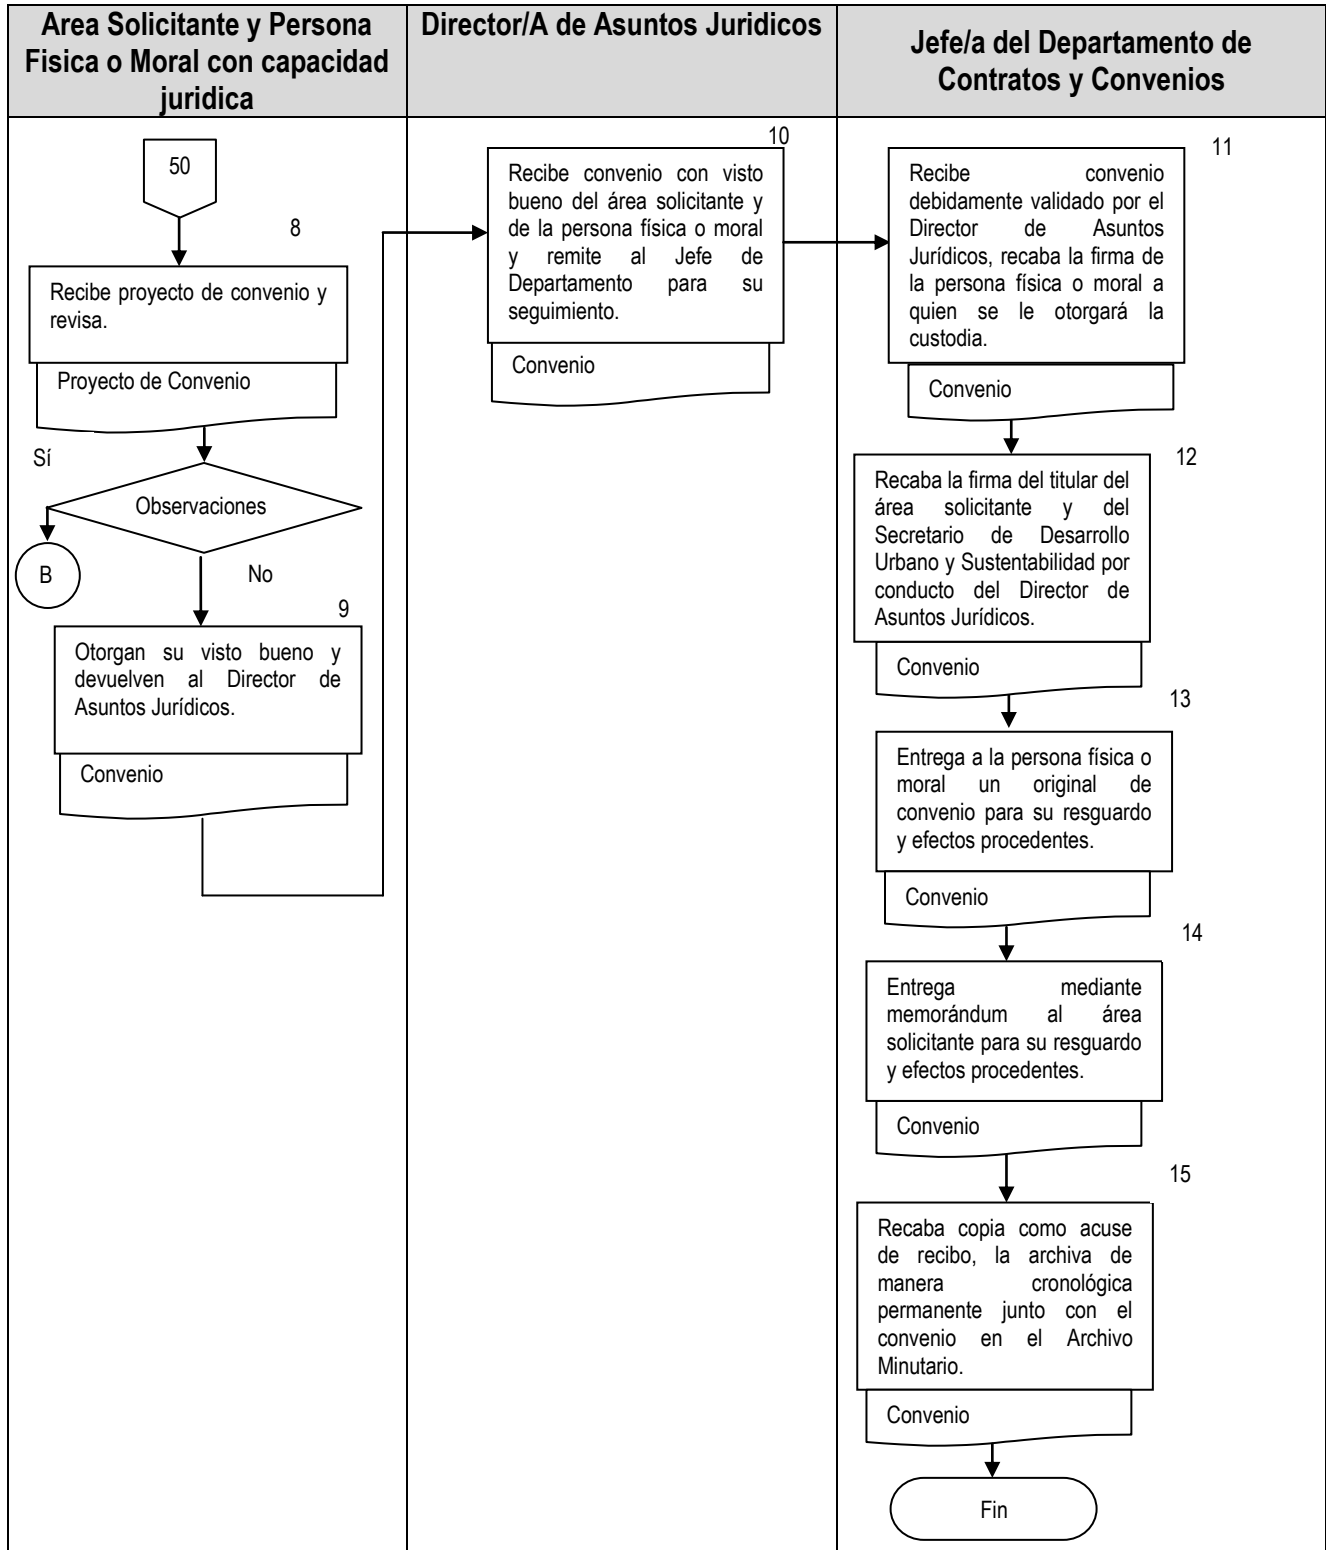 Area Solicitante y Persona
Fisica o Moral con capacidad
juridica
Director/A de Asuntos Juridicos
Jefe/a del Departamento de
Contratos y Convenios
50
8
Recibe proyecto de convenio y
revisa.
Proyecto de Convenio
Sí
Observaciones
B
No
9
Otorgan su visto bueno y
devuelven al Director de
Asuntos Jurídicos.
Convenio
10
Recibe convenio con visto
bueno del área solicitante y
de la persona física o moral
y remite al Jefe de
Departamento para su
seguimiento.
Convenio
11
Recibe convenio
debidamente validado por el
Director de Asuntos
Jurídicos, recaba la firma de
la persona física o moral a
quien se le otorgará la
custodia.
Convenio
12
Recaba la firma del titular del
área solicitante y del
Secretario de Desarrollo
Urbano y Sustentabilidad por
conducto del Director de
Asuntos Jurídicos.
Convenio
13
Entrega a la persona física o
moral un original de
convenio para su resguardo
y efectos procedentes.
Convenio
14
Entrega mediante
memorándum al área
solicitante para su resguardo
y efectos procedentes.
Convenio
15
Recaba copia como acuse
de recibo, la archiva de
manera cronológica
permanente junto con el
convenio en el Archivo
Minutario.
Convenio
Fin